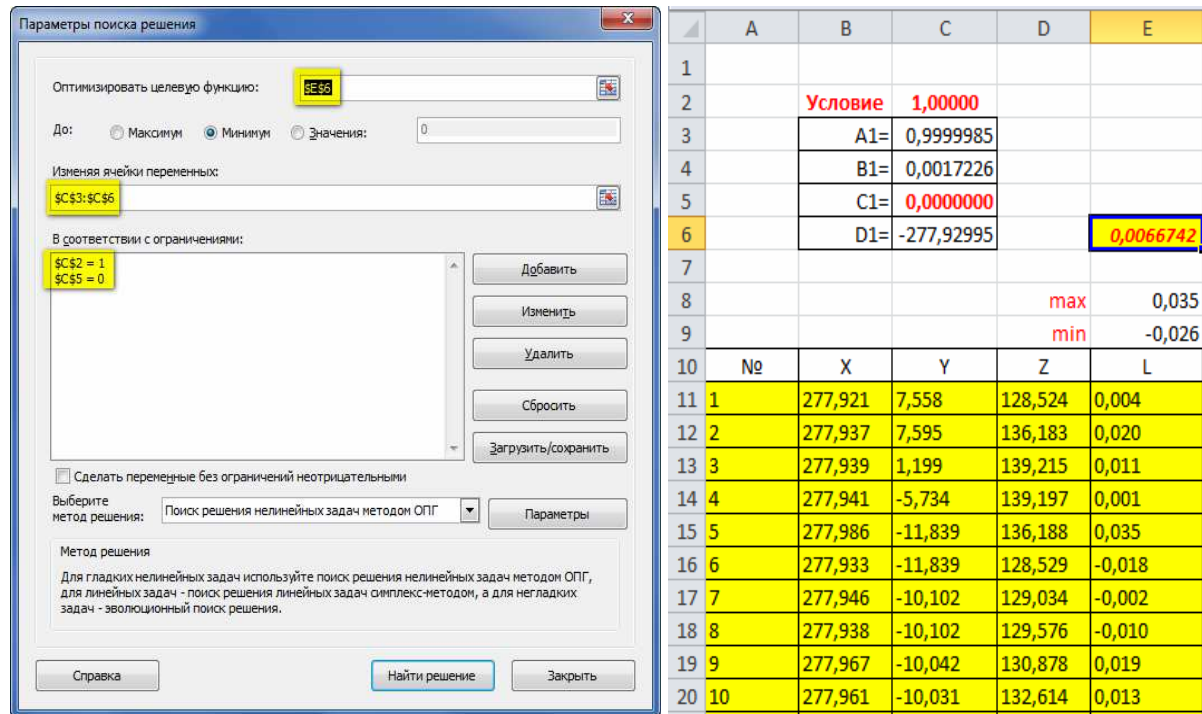 Параметры поиска решения
Оптимизировать целевую функцию: $E$6
До: Максимум Минимум Значения: 0
Изменяя ячейки переменных:
$C$3:$C$6
В соответствии с ограничениями:
$C$2 = 1
$C$5 = 0
Добавить
Изменить
Удалить
Сбросить
Загрузить/сохранить
Сделать переменные без ограничений неотрицательными
Выберите
метод решения: Поиск решения нелинейных задач методом ОПГ Параметры
Метод решения
Для гладких нелинейных задач используйте поиск решения нелинейных задач методом ОПГ,
для линейных задач - поиск решения линейных задач симплекс-методом, а для негладких
задач - эволюционный поиск решения.
Справка Найти решение Закрыть
A B C D E
1
2 Условие 1,00000
3 A1= 0,9999985
4 B1= 0,0017226
5 C1= 0,0000000
6 D1= -277,92995 0,0066742
7
8 max 0,035
9 min -0,026
10 № X Y Z L
11 1 277,921 7,558 128,524 0,004
12 2 277,937 7,595 136,183 0,020
13 3 277,939 1,199 139,215 0,011
14 4 277,941 -5,734 139,197 0,001
15 5 277,986 -11,839 136,188 0,035
16 6 277,933 -11,839 128,529 -0,018
17 7 277,946 -10,102 129,034 -0,002
18 8 277,938 -10,102 129,576 -0,010
19 9 277,967 -10,042 130,878 0,019
20 10 277,961 -10,031 132,614 0,013